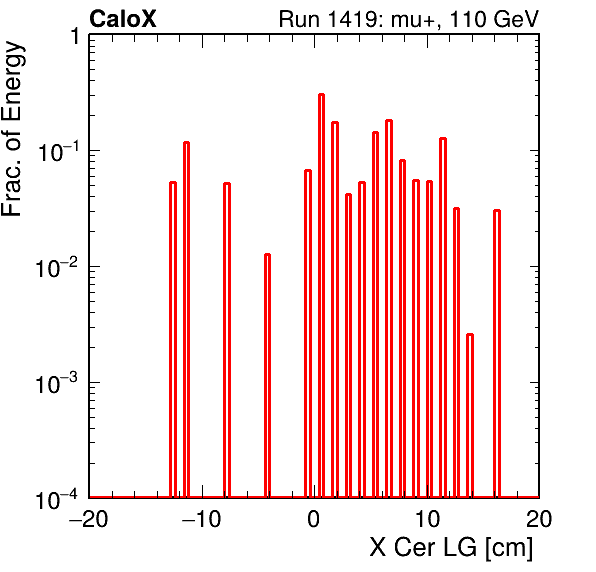 CaloX Run 1419: mu+, 110 GeV
Frac. of Energy
1
10⁻¹
10⁻²
10⁻³
10⁻⁴
−20 −10 0 10 20
X Cer LG [cm]